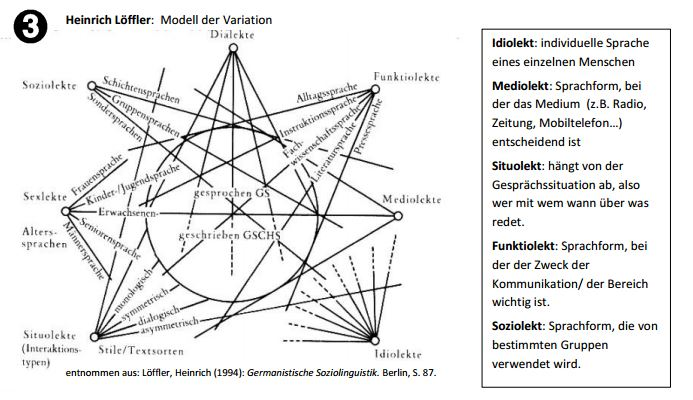 3
Heinrich Löffler: Modell der Variation
Dialekte
Soziolekte
Schichtensprachen
Gruppensprachen
Sondersprachen
Funktiolekte
Alltagssprache
Instruktionssprache
Fach-
wissenschaftssprache
Literatursprache
Pressesprache
Sexlekte
Alters-
sprachen
Frauensprache
Kinder-/Jugendsprache
Erwachsenen-
Seniorensprache
Männersprache
gesprochen GS
geschrieben GSCHS
Mediolekte
monologisch
symmetrisch
dialogisch
asymmetrisch
Situolekte
(Interaktions-
typen)
Stile/Textsorten
Idiolekte
entnommen aus: Löffler, Heinrich (1994): Germanistische Soziolinguistik. Berlin, S. 87.
Idiolekt: individuelle Sprache
eines einzelnen Menschen
Mediolekt: Sprachform, bei
der das Medium (z.B. Radio,
Zeitung, Mobiltelefon...)
entscheidend ist
Situolekt: hängt von der
Gesprächssituation ab, also
wer mit wem wann über was
redet.
Funktiolekt: Sprachform, bei
der der Zweck der
Kommunikation/ der Bereich
wichtig ist.
Soziolekt: Sprachform, die von
bestimmten Gruppen
verwendet wird.